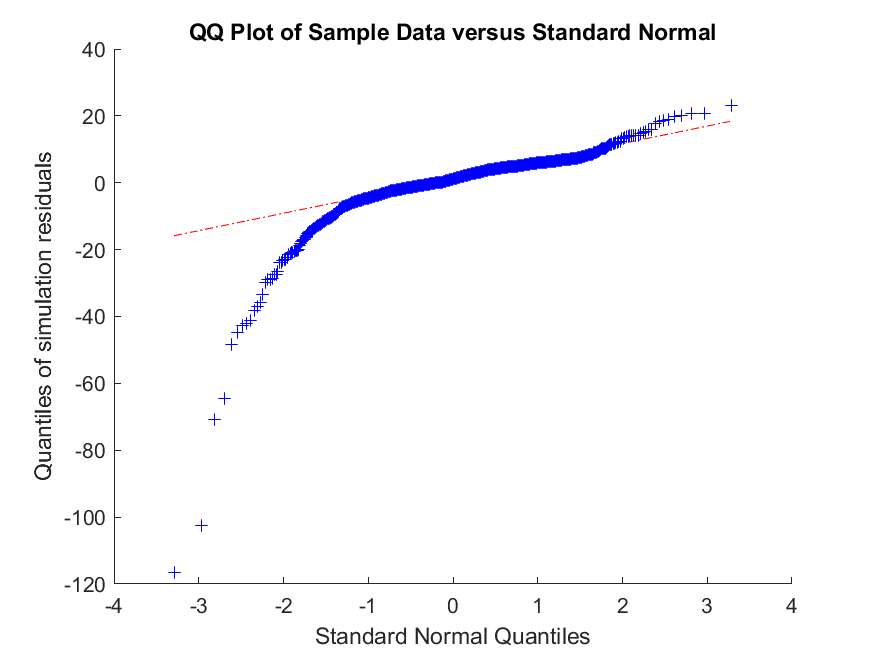 QQ Plot of Sample Data versus Standard Normal
40
20
0
-20
-40
-60
-80
-100
-120
Quantiles of simulation residuals
-4 -3 -2 -1 0 1 2 3 4
Standard Normal Quantiles